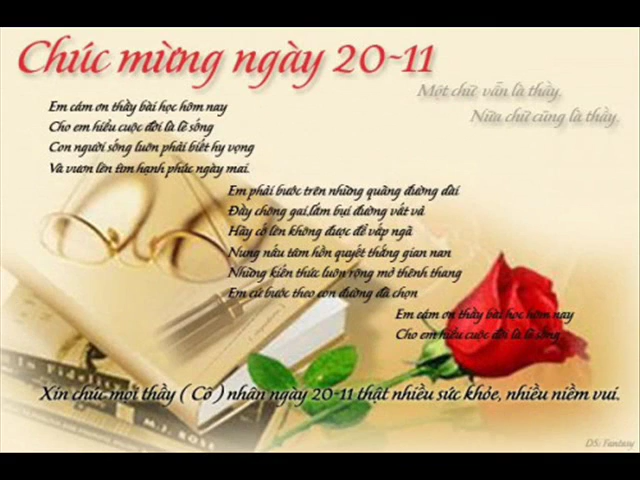 Chúc mừng ngày 20-11
Một chữ vẫn là thầy.
Nửa chữ cũng là thầy.
Em cám ơn thầy bài học hôm nay
Cho em hiểu cuộc đời là lẽ sống
Con người sống luôn phải biết hy vọng
Và vươn lên tìm hạnh phúc ngày mai.
Em phải bước trên những quãng đường dài
Đầy chông gai,lấm bụi đường vất vả
Hãy cố lên không được để vấp ngã
Nung nấu tâm hồn quyết thắng gian nan
Những kiến thức luôn rộng mở thênh thang
Em cứ bước theo con đường đã chọn
Em cám ơn thầy bài học hôm nay
Cho em hiểu cuộc đời là lẽ sống
Xin chúc mọi thầy ( Cô ) nhân ngày 20-11 thật nhiều sức khỏe, nhiều niềm vui.
M.J. ROSE
DS: Fantasy